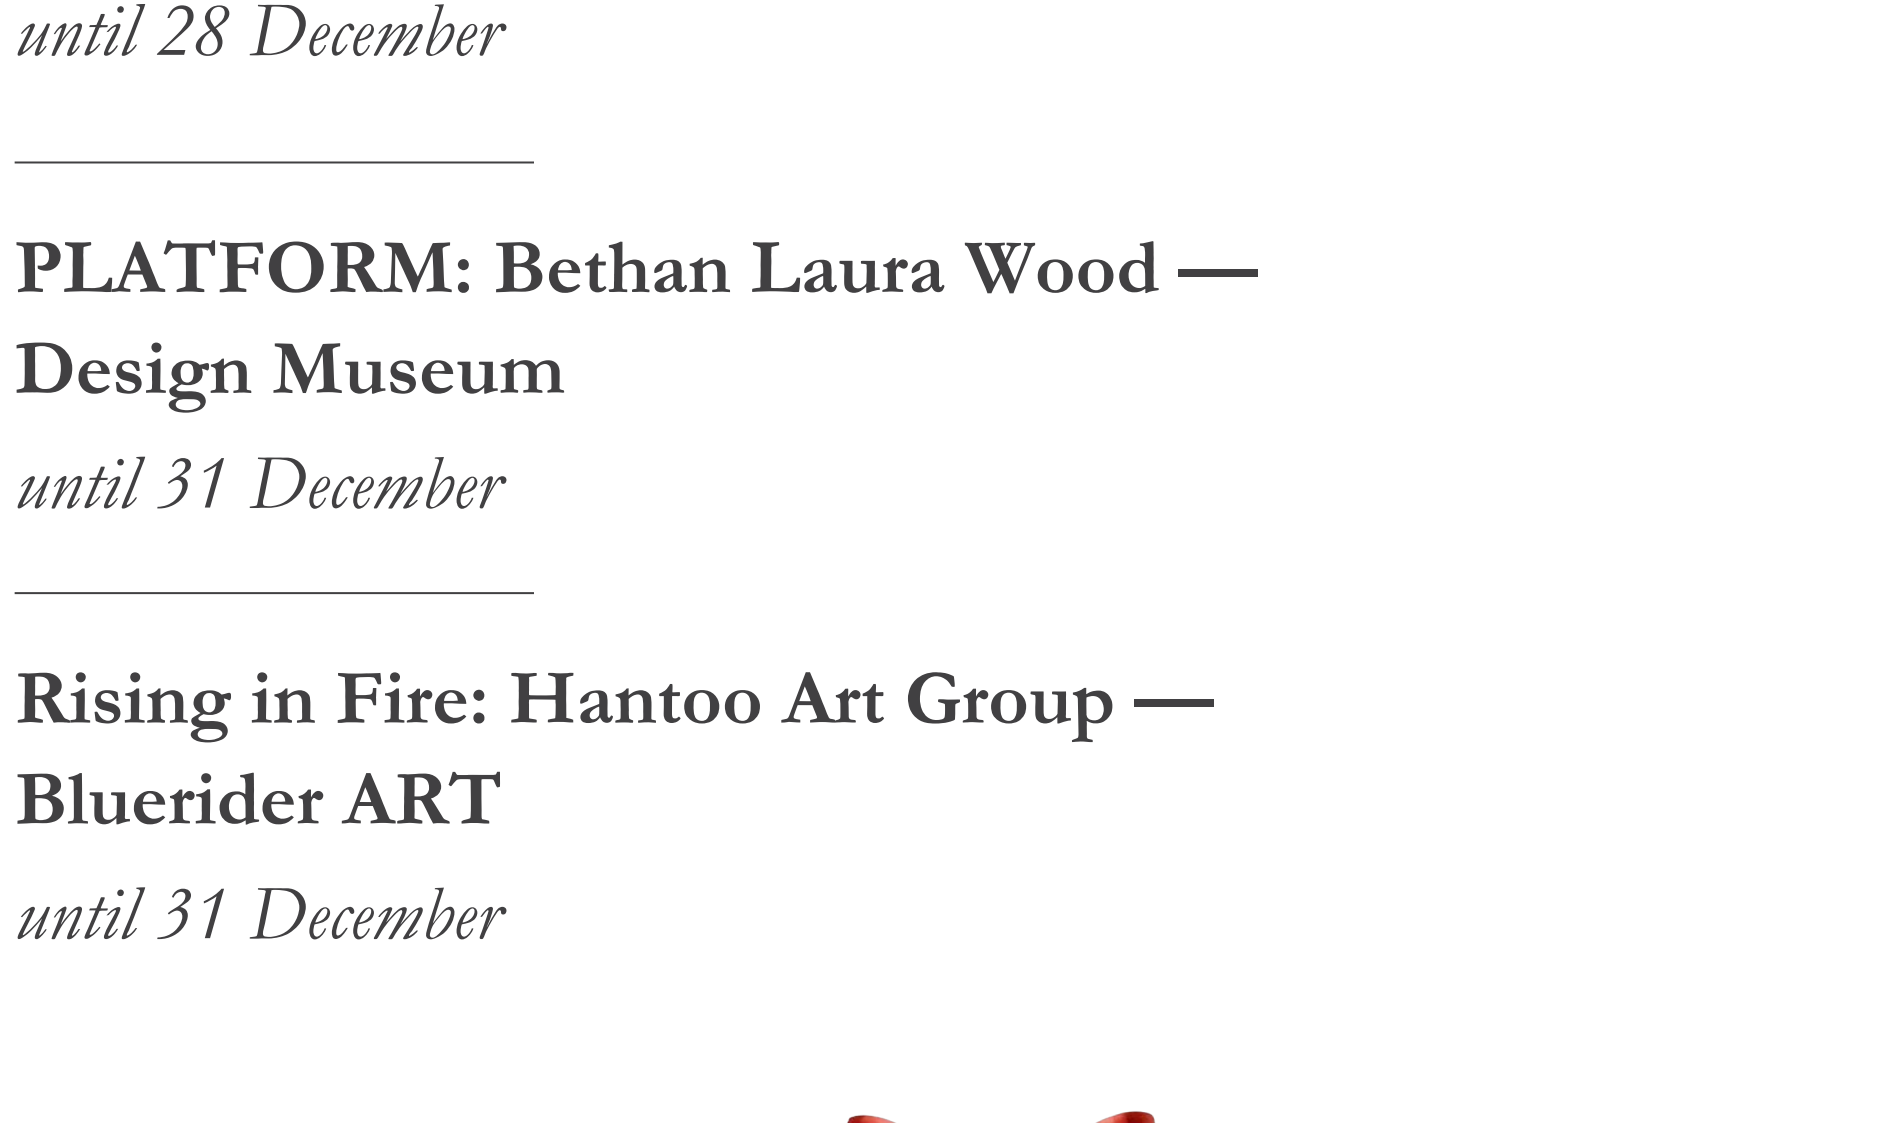 until 28 December
PLATFORM: Bethan Laura Wood —
Design Museum
until 31 December
Rising in Fire: Hantoo Art Group —
Bluerider ART
until 31 December